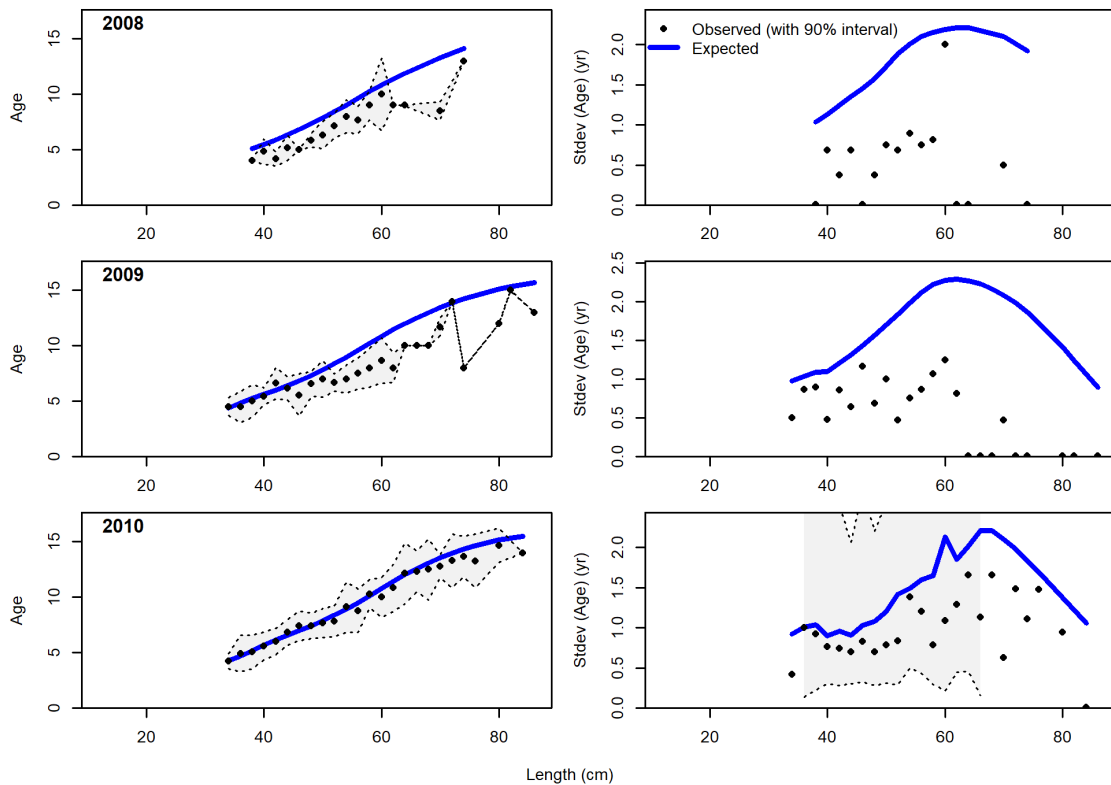 2008
Age
0 5 10 15
20 40 60 80
Observed (with 90% interval)
Expected
Stdev (Age) (yr)
0.0 0.5 1.0 1.5 2.0
20 40 60 80
2009
Age
0 5 10 15
20 40 60 80
Stdev (Age) (yr)
0.0 0.5 1.0 1.5 2.0 2.5
20 40 60 80
2010
Age
0 5 10 15
20 40 60 80
Stdev (Age) (yr)
0.0 0.5 1.0 1.5 2.0
20 40 60 80
Length (cm)